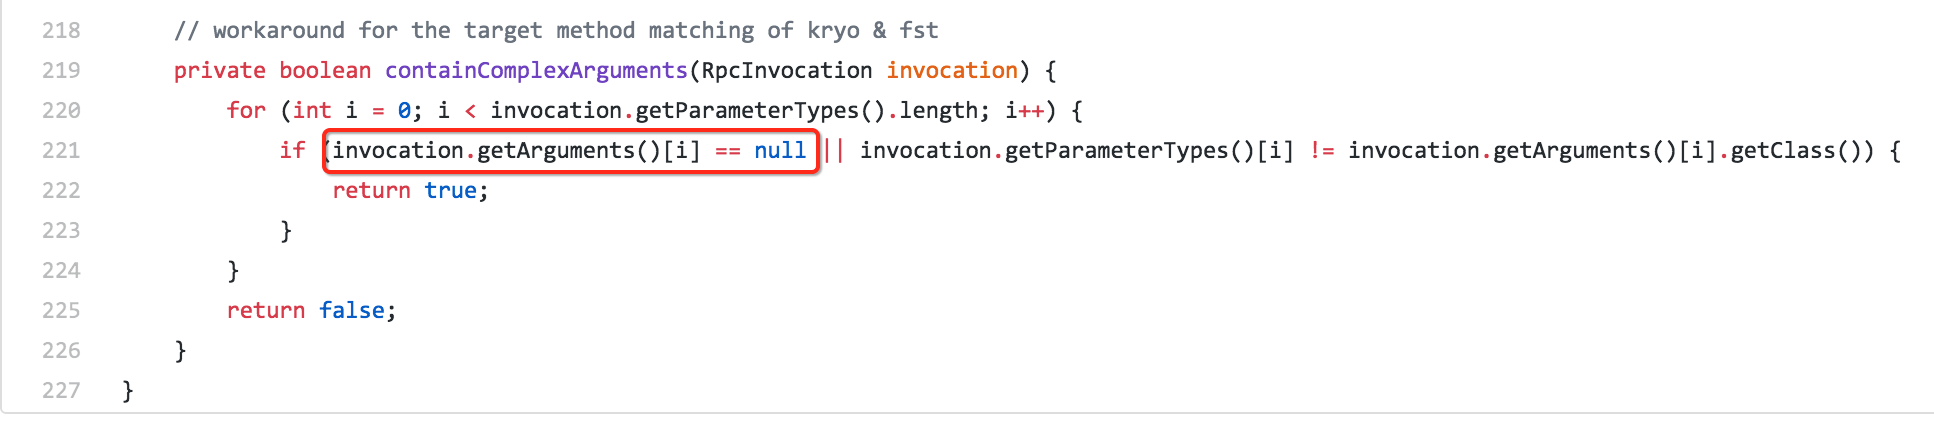 218 // workaround for the target method matching of kryo & fst
219 private boolean containComplexArguments(RpcInvocation invocation) {
220 for (int i = 0; i < invocation.getParameterTypes().length; i++) {
221 if (invocation.getArguments()[i] == null || invocation.getParameterTypes()[i] != invocation.getArguments()[i].getClass()) {
222 return true;
223 }
224 }
225 return false;
226 }
227 }